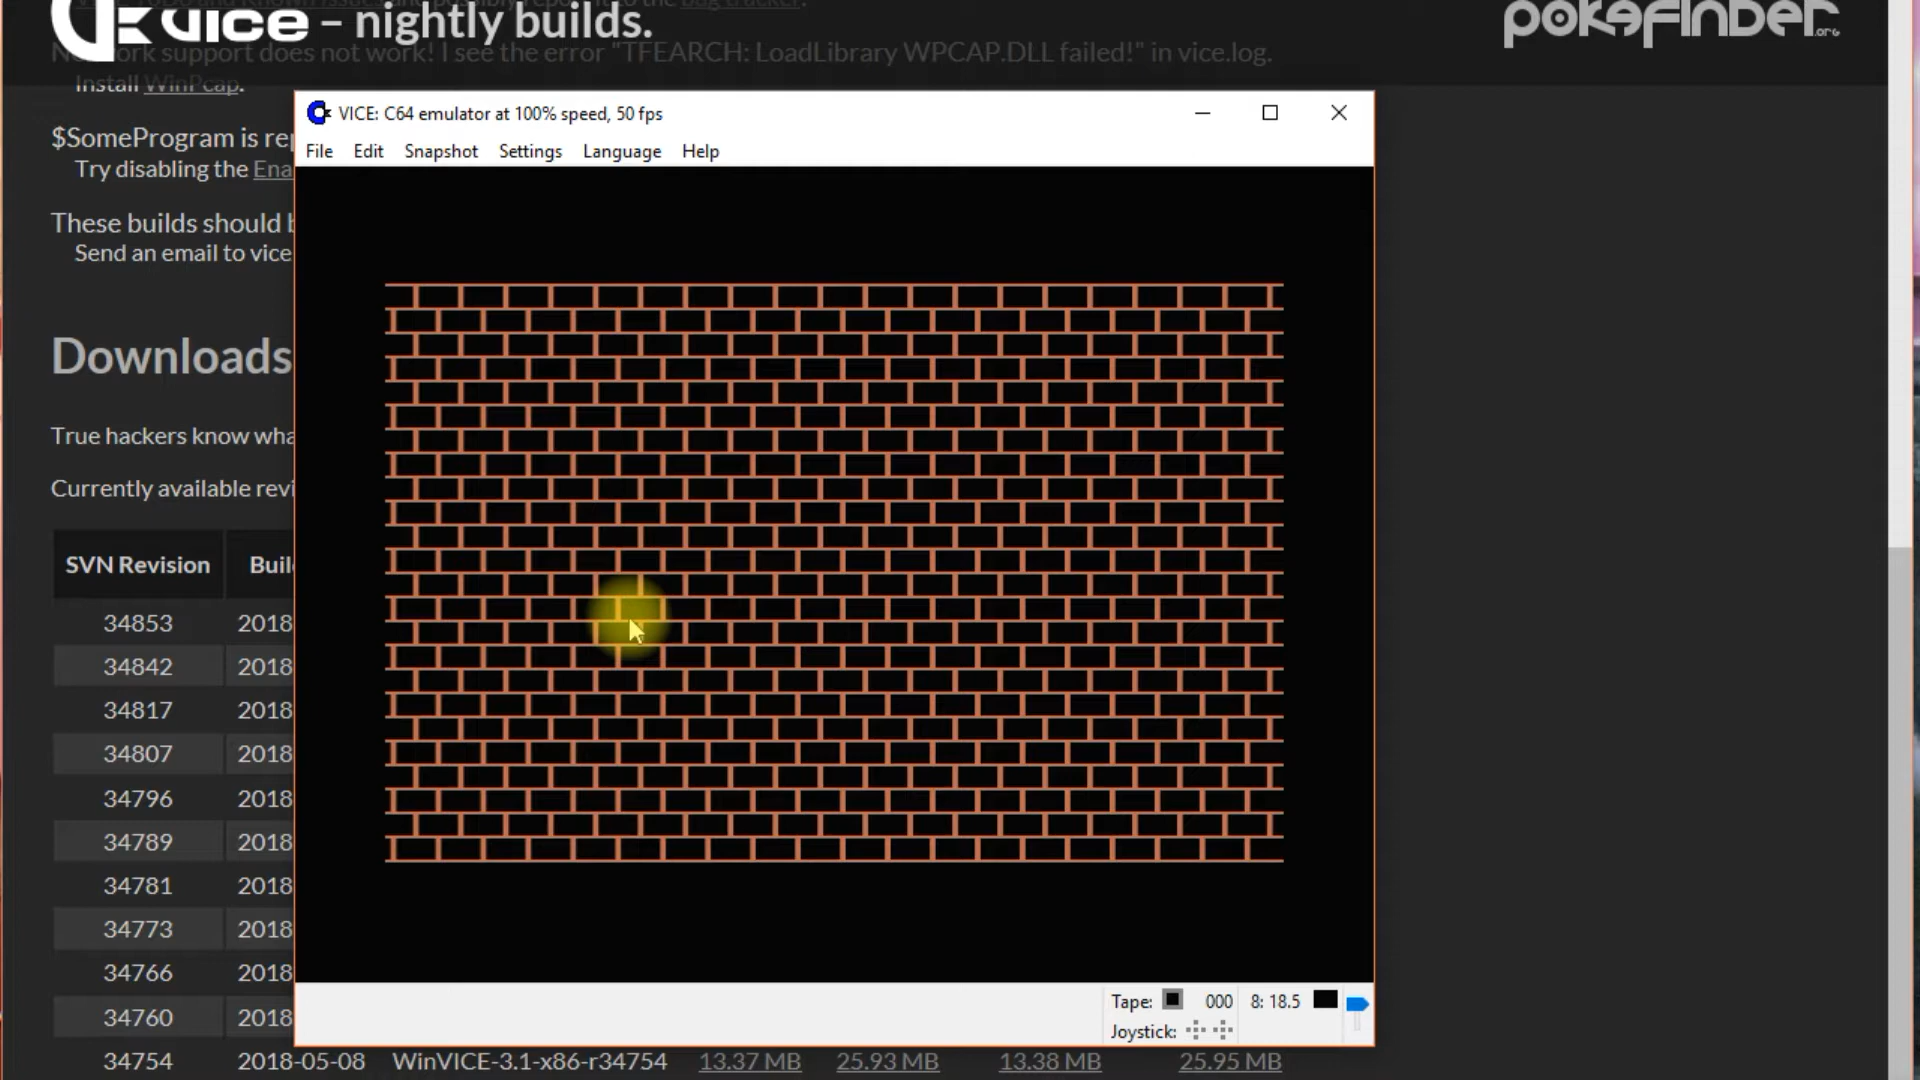 VICE – nightly builds.
pokefinder.org
Network support does not work! I see the error "TFEARCH: LoadLibrary WPCAP.DLL failed!" in vice.log.
Install WinPcap.
$SomeProgram is rep
Try disabling the Ena
These builds should b
Send an email to vice
Downloads
True hackers know wha
Currently available revi
SVN Revision Buil
34853 2018
34842 2018
34817 2018
34807 2018
34796 2018
34789 2018
34781 2018
34773 2018
34766 2018
34760 2018
34754 2018-05-08 WinVICE-3.1-x86-r34754 13.37 MB 25.93 MB 13.38 MB 25.95 MB
VICE: C64 emulator at 100% speed, 50 fps
File Edit Snapshot Settings Language Help
Tape: 000 8: 18.5
Joystick: